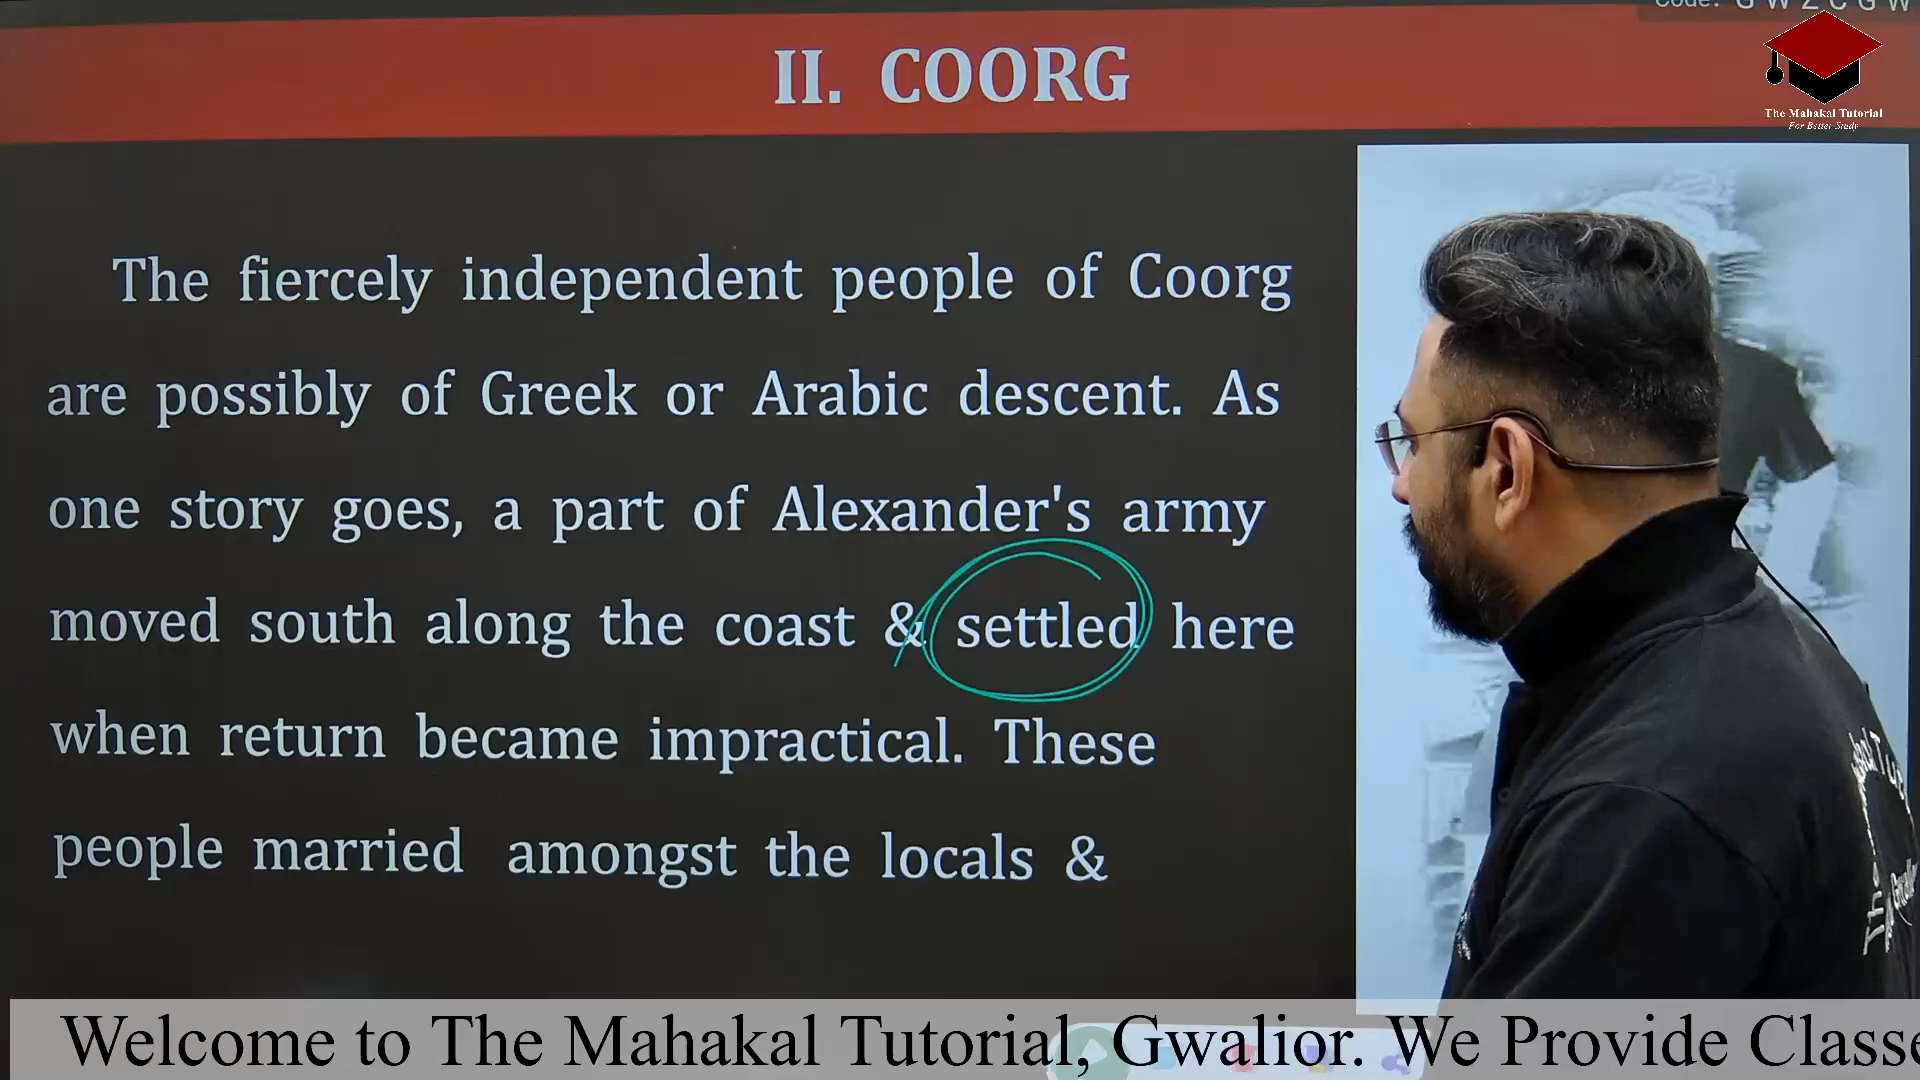 Code: G W Z C G W
II. COORG
The Mahakal Tutorial
For Better Study
The fiercely independent people of Coorg
are possibly of Greek or Arabic descent. As
one story goes, a part of Alexander's army
moved south along the coast & settled here
when return became impractical. These
people married amongst the locals &
Welcome to The Mahakal Tutorial, Gwalior. We Provide Classe